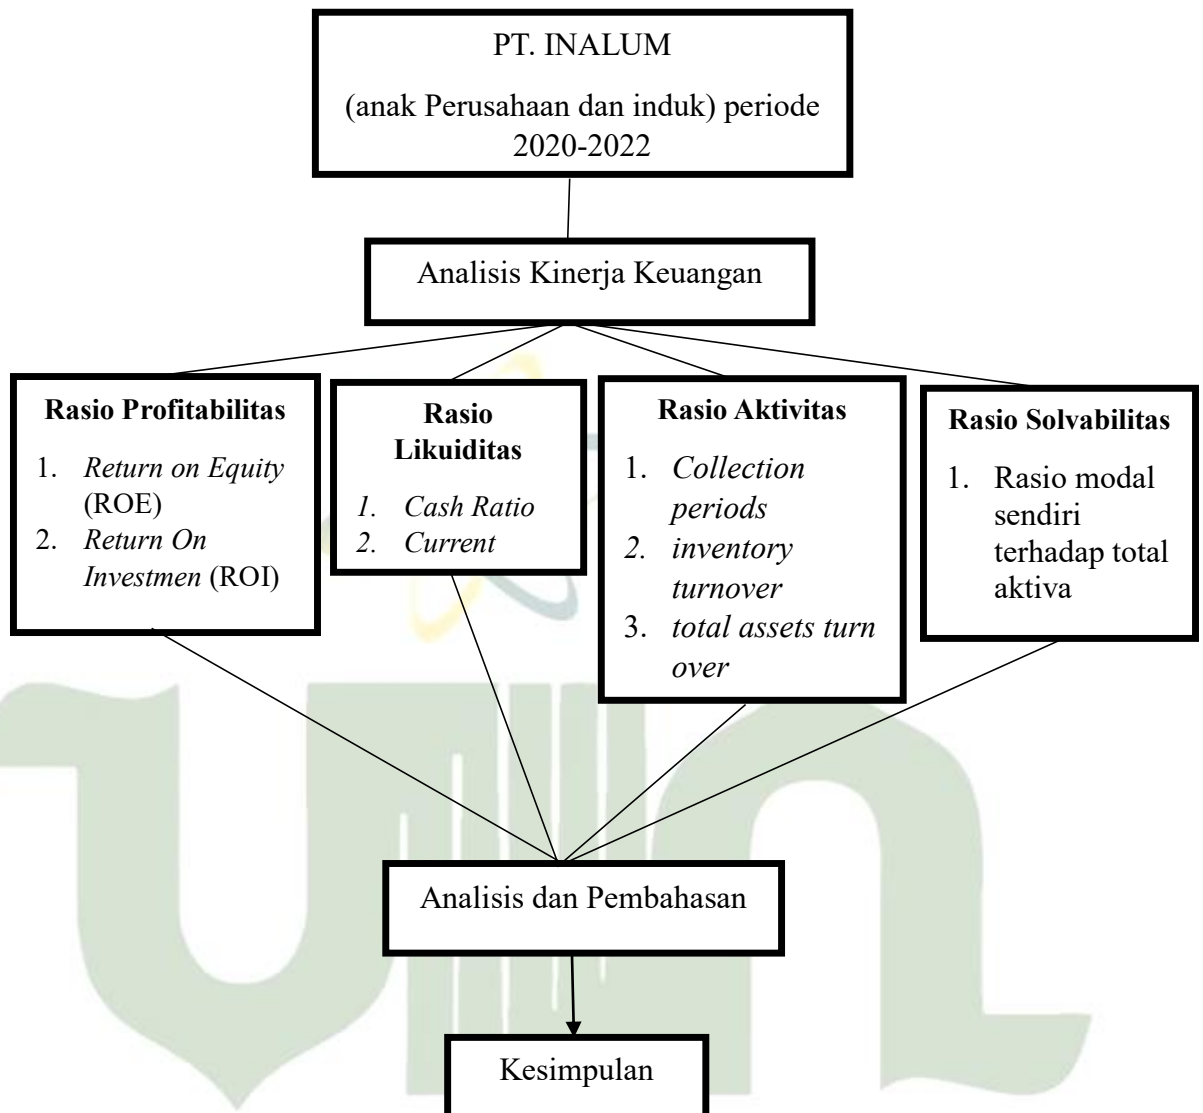 PT. INALUM
(anak Perusahaan dan induk) periode
2020-2022
Analisis Kinerja Keuangan
Rasio Profitabilitas
1. Return on Equity
(ROE)
2. Return On
Investmen (ROI)
Rasio
Likuiditas
1. Cash Ratio
2. Current
Rasio Aktivitas
1. Collection
periods
2. inventory
turnover
3. total assets turn
over
Rasio Solvabilitas
1. Rasio modal
sendiri
terhadap total
aktiva
Analisis dan Pembahasan
Kesimpulan